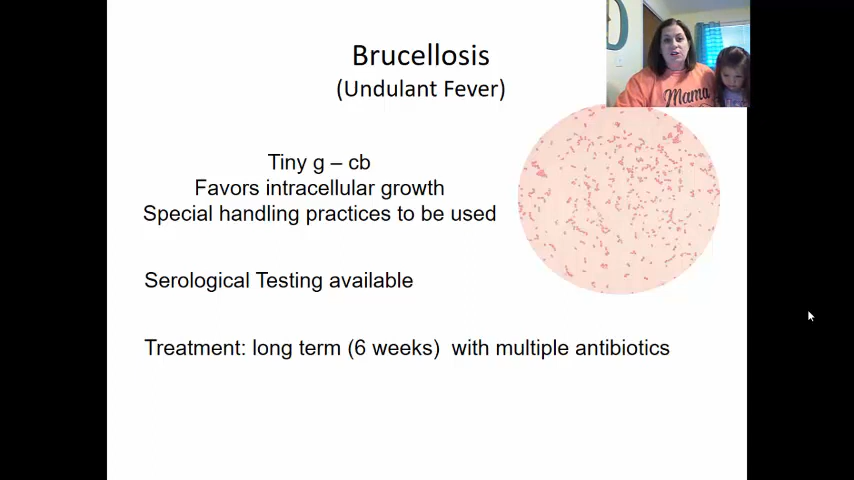 Brucellosis
(Undulant Fever)
Mama
Tiny g – cb
Favors intracellular growth
Special handling practices to be used
Serological Testing available
Treatment: long term (6 weeks)  with multiple antibiotics